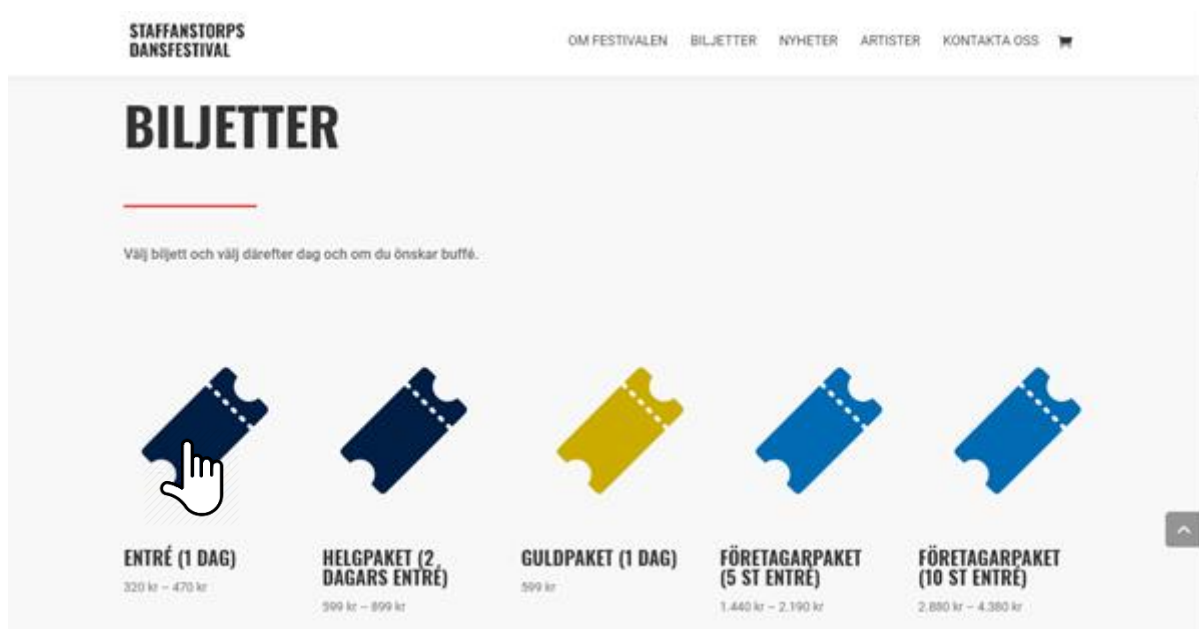 STAFFANSTORPS
DANSFESTIVAL
OM FESTIVALEN BILJETTER NYHETER ARTISTER KONTAKTA OSS
BILJETTER
Välj biljett och välj därefter dag och om du önskar buffé.
ENTRÉ (1 DAG)
320 kr – 470 kr
HELGPAKET (2
DAGARS ENTRÉ)
599 kr – 899 kr
GULDPAKET (1 DAG)
599 kr
FÖRETAGARPAKET
(5 ST ENTRÉ)
1.440 kr – 2.190 kr
FÖRETAGARPAKET
(10 ST ENTRÉ)
2.880 kr – 4.380 kr